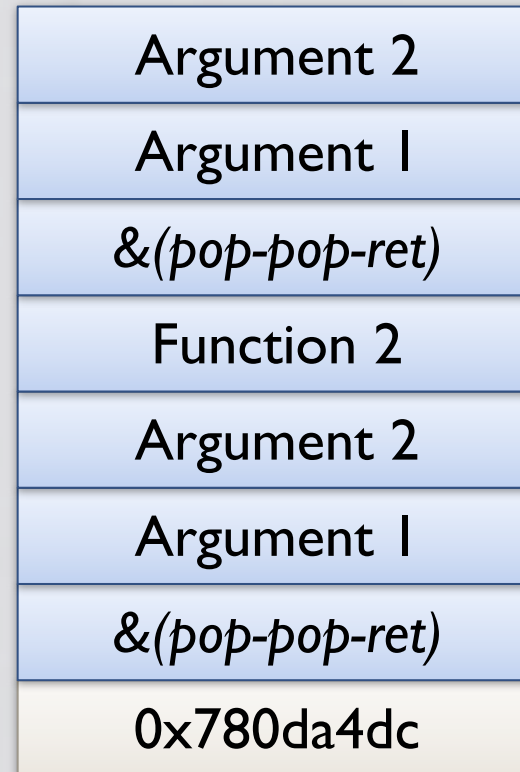 Argument 2
Argument 1
&(pop-pop-ret)
Function 2
Argument 2
Argument 1
&(pop-pop-ret)
0x780da4dc